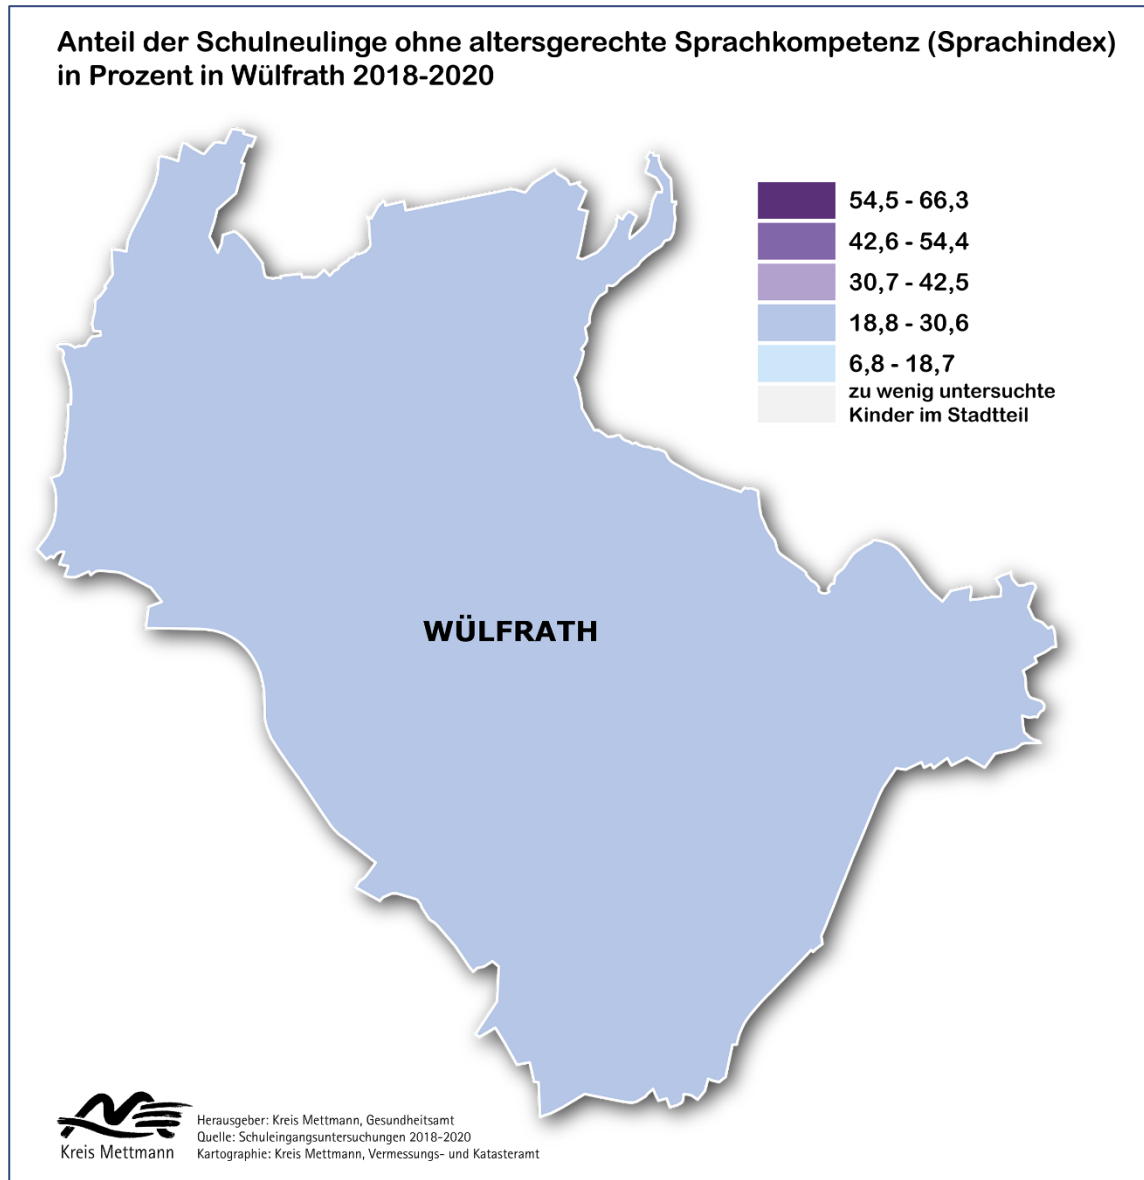 Anteil der Schulneulinge ohne altersgerechte Sprachkompetenz (Sprachindex)
in Prozent in Wülfrath 2018-2020
54,5 - 66,3
42,6 - 54,4
30,7 - 42,5
18,8 - 30,6
6,8 - 18,7
zu wenig untersuchte
Kinder im Stadtteil
WÜLFRATH
Kreis Mettmann
Herausgeber: Kreis Mettmann, Gesundheitsamt
Quelle: Schuleingangsuntersuchungen 2018-2020
Kartographie: Kreis Mettmann, Vermessungs- und Katasteramt